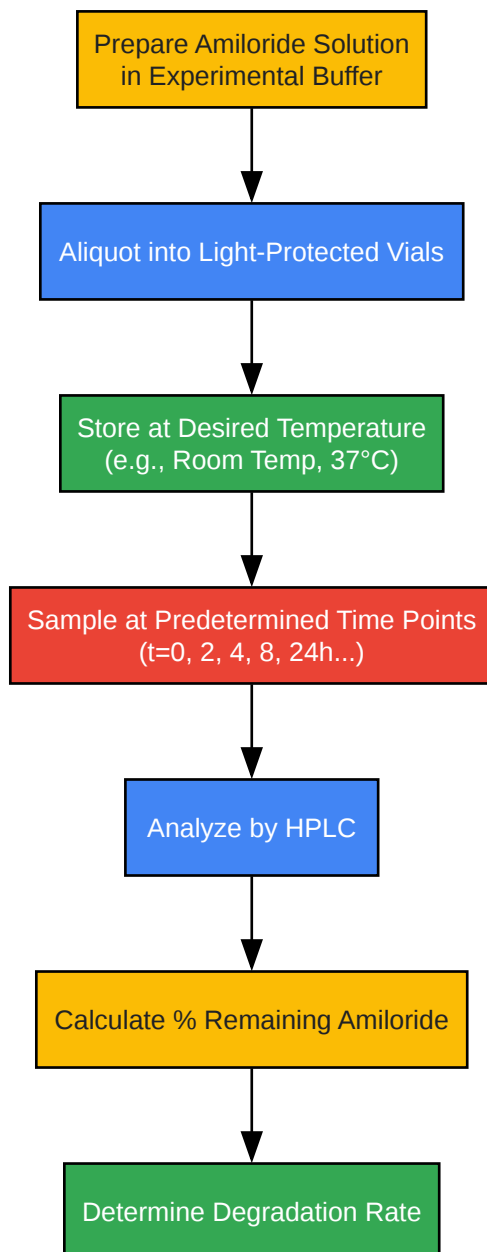 Prepare Amiloride Solution
in Experimental Buffer
Aliquot into Light-Protected Vials
Store at Desired Temperature
(e.g., Room Temp, 37°C)
Sample at Predetermined Time Points
(t=0, 2, 4, 8, 24h...)
Analyze by HPLC
Calculate % Remaining Amiloride
Determine Degradation Rate